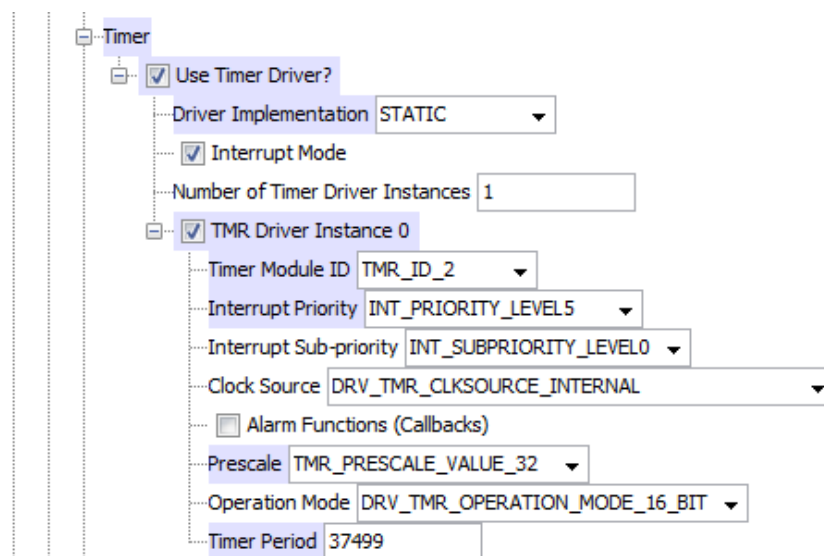 Timer
Use Timer Driver?
Driver Implementation STATIC
Interrupt Mode
Number of Timer Driver Instances 1
TMR Driver Instance 0
Timer Module ID TMR_ID_2
Interrupt Priority INT_PRIORITY_LEVEL5
Interrupt Sub-priority INT_SUBPRIORITY_LEVEL0
Clock Source DRV_TMR_CLKSOURCE_INTERNAL
Alarm Functions (Callbacks)
Prescale TMR_PRESCALE_VALUE_32
Operation Mode DRV_TMR_OPERATION_MODE_16_BIT
Timer Period 37499